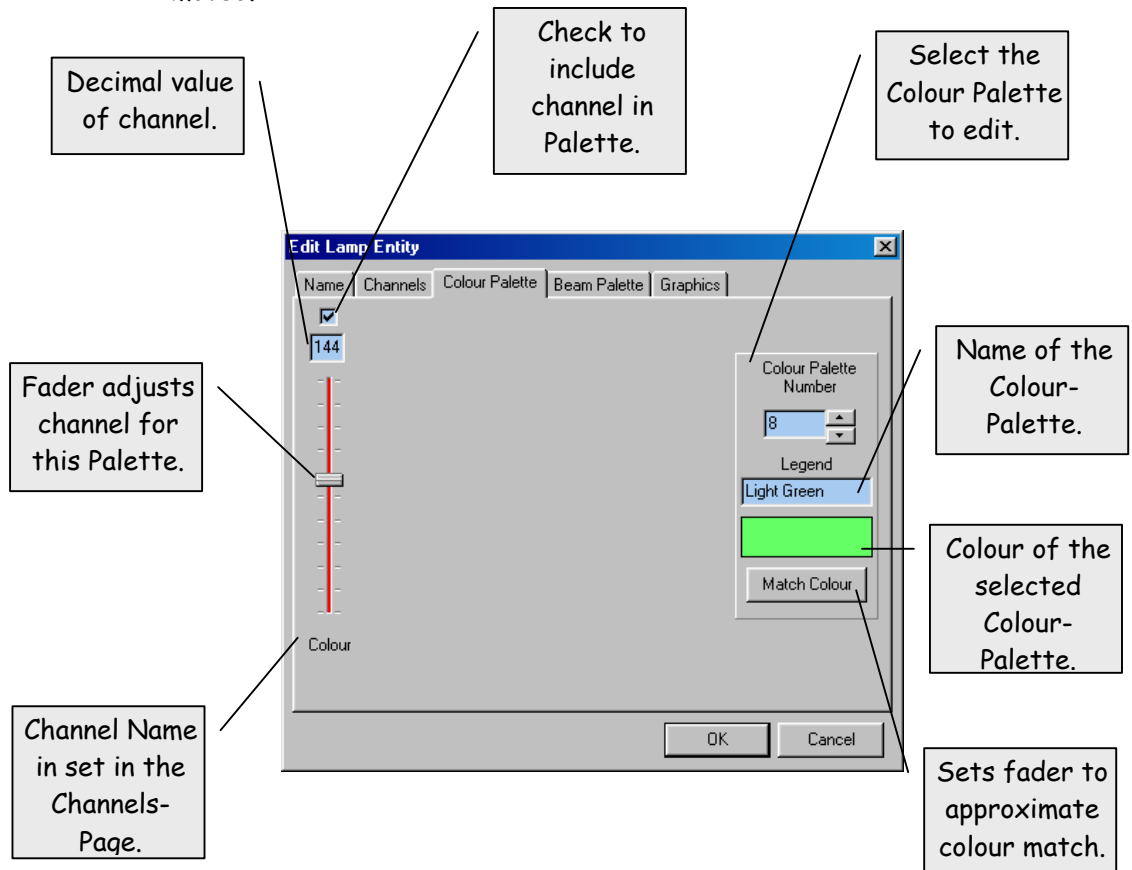 Check to
include
channel in
Palette.
Select the
Colour Palette
to edit.
Decimal value
of channel.
Edit Lamp Entity
Name
Channels
Colour Palette
Beam Palette
Graphics
144
Colour Palette
Number
8
Legend
Light Green
Match Colour
Colour
OK
Cancel
Fader adjusts
channel for
this Palette.
Name of the
Colour-
Palette.
Colour of the
selected
Colour-
Palette.
Channel Name
in set in the
Channels-
Page.
Sets fader to
approximate
colour match.